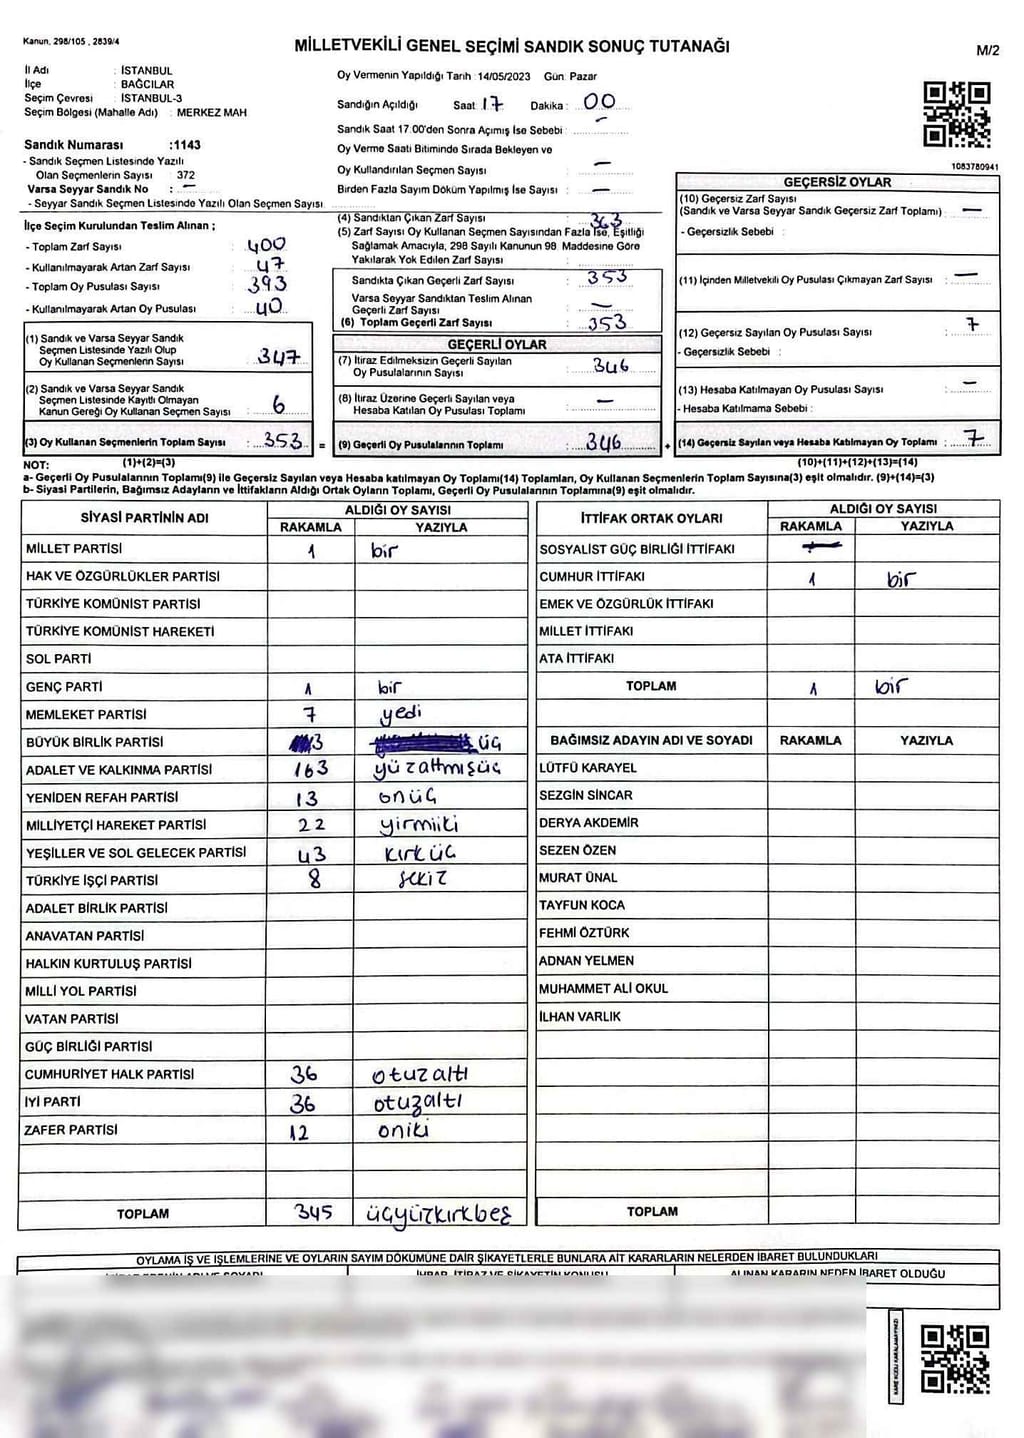 Kanun, 298/105 , 2839/4
MİLLETVEKİLİ GENEL SEÇİMİ SANDIK SONUÇ TUTANAĞI
M/2
İl Adı : İSTANBUL
İlçe : BAĞCILAR
Seçim Çevresi : İSTANBUL-3
Seçim Bölgesi (Mahalle Adı) : MERKEZ MAH
Sandık Numarası :1143
- Sandık Seçmen Listesinde Yazılı
Olan Seçmenlerin Sayısı : 372
Varsa Seyyar Sandık No : —
- Seyyar Sandık Seçmen Listesinde Yazılı Olan Seçmen Sayısı
Oy Vermenin Yapıldığı Tarih :14/05/2023 Gün: Pazar
Sandığın Açıldığı Saat: 17 Dakika : 00
Sandık Saat 17.00'den Sonra Açımış İse Sebebi : —
Oy Verme Saati Bitiminde Sırada Bekleyen ve
Oy Kullandırılan Seçmen Sayısı : —
Birden Fazla Sayım Döküm Yapılmış İse Sayısı : —
1083780941
İlçe Seçim Kurulundan Teslim Alınan ;
- Toplam Zarf Sayısı : 400
- Kullanılmayarak Artan Zarf Sayısı : 47
- Toplam Oy Pusulası Sayısı : 393
- Kullanılmayarak Artan Oy Pusulası : 40
(1) Sandık ve Varsa Seyyar Sandık
Seçmen Listesinde Yazılı Olup
Oy Kullanan Seçmenlerin Sayısı : 347
(2) Sandık ve Varsa Seyyar Sandık
Seçmen Listesinde Kayıtlı Olmayan
Kanun Gereği Oy Kullanan Seçmen Sayısı : 6
(3) Oy Kullanan Seçmenlerin Toplam Sayısı : 353 =
(1)+(2)=(3)
(4) Sandıktan Çıkan Zarf Sayısı : 363
(5) Zarf Sayısı Oy Kullanan Seçmen Sayısından Fazla İse, Eşitliği
Sağlamak Amacıyla, 298 Sayılı Kanunun 98 Maddesine Göre
Yakılarak Yok Edilen Zarf Sayısı :
Sandıkta Çıkan Geçerli Zarf Sayısı : 353
Varsa Seyyar Sandıktan Teslim Alınan
Geçerli Zarf Sayısı : —
(6) Toplam Geçerli Zarf Sayısı : 353
GEÇERLİ OYLAR
(7) İtiraz Edilmeksizin Geçerli Sayılan
Oy Pusulalarının Sayısı : 346
(8) İtiraz Üzerine Geçerli Sayılan veya
Hesaba Katılan Oy Pusulası Toplamı : —
(9) Geçerli Oy Pusulalarının Toplamı : 346 +
GEÇERSİZ OYLAR
(10) Geçersiz Zarf Sayısı
(Sandık ve Varsa Seyyar Sandık Geçersiz Zarf Toplamı) : —
- Geçersizlik Sebebi :
(11) İçinden Milletvekili Oy Pusulası Çıkmayan Zarf Sayısı : —
(12) Geçersiz Sayılan Oy Pusulası Sayısı : 7
- Geçersizlik Sebebi :
(13) Hesaba Katılmayan Oy Pusulası Sayısı : —
- Hesaba Katılmama Sebebi :
(14) Geçersiz Sayılan veya Hesaba Katılmayan Oy Toplamı : 7
(10)+(11)+(12)+(13)=(14)
NOT:
a- Geçerli Oy Pusulalarının Toplamı(9) ile Geçersiz Sayılan veya Hesaba katılmayan Oy Toplamı(14) Toplamları, Oy Kullanan Seçmenlerin Toplam Sayısına(3) eşit olmalıdır. (9)+(14)=(3)
b- Siyasi Partilerin, Bağımsız Adayların ve İttifakların Aldığı Ortak Oyların Toplamı, Geçerli Oy Pusulalarının Toplamına(9) eşit olmalıdır.
SİYASİ PARTİNİN ADI ALDIĞI OY SAYISI
RAKAMLA YAZIYLA
MİLLET PARTİSİ 1 bir
HAK VE ÖZGÜRLÜKLER PARTİSİ
TÜRKİYE KOMÜNİST PARTİSİ
TÜRKİYE KOMÜNİST HAREKETİ
SOL PARTİ
GENÇ PARTİ 1 bir
MEMLEKET PARTİSİ 7 yedi
BÜYÜK BİRLİK PARTİSİ 3 üç
ADALET VE KALKINMA PARTİSİ 163 yüzaltmışüç
YENİDEN REFAH PARTİSİ 13 onüç
MİLLİYETÇİ HAREKET PARTİSİ 22 yirmiiki
YEŞİLLER VE SOL GELECEK PARTİSİ 43 kırküç
TÜRKİYE İŞÇİ PARTİSİ 8 sekiz
ADALET BİRLİK PARTİSİ
ANAVATAN PARTİSİ
HALKIN KURTULUŞ PARTİSİ
MİLLİ YOL PARTİSİ
VATAN PARTİSİ
GÜÇ BİRLİĞİ PARTİSİ
CUMHURİYET HALK PARTİSİ 36 otuzaltı
İYİ PARTİ 36 otuzaltı
ZAFER PARTİSİ 12 oniki
TOPLAM 345 üçyüzkırkbeş
İTTİFAK ORTAK OYLARI ALDIĞI OY SAYISI
RAKAMLA YAZIYLA
SOSYALİST GÜÇ BİRLİĞİ İTTİFAKI
CUMHUR İTTİFAKI 1 bir
EMEK VE ÖZGÜRLÜK İTTİFAKI
MİLLET İTTİFAKI
ATA İTTİFAKI
TOPLAM 1 bir
BAĞIMSIZ ADAYIN ADI VE SOYADI RAKAMLA YAZIYLA
LÜTFÜ KARAYEL
SEZGİN SİNCAR
DERYA AKDEMİR
SEZEN ÖZEN
MURAT ÜNAL
TAYFUN KOCA
FEHMİ ÖZTÜRK
ADNAN YELMEN
MUHAMMET ALİ OKUL
İLHAN VARLIK
TOPLAM
OYLAMA İŞ VE İŞLEMLERİNE VE OYLARIN SAYIM DÖKÜMÜNE DAİR ŞİKAYETLERLE BUNLARA AİT KARARLARIN NELERDEN İBARET BULUNDUKLARI
İHBAR, İTİRAZ VE ŞİKAYETİN KONUSU ALINAN KARARIN NEDEN İBARET OLDUĞU